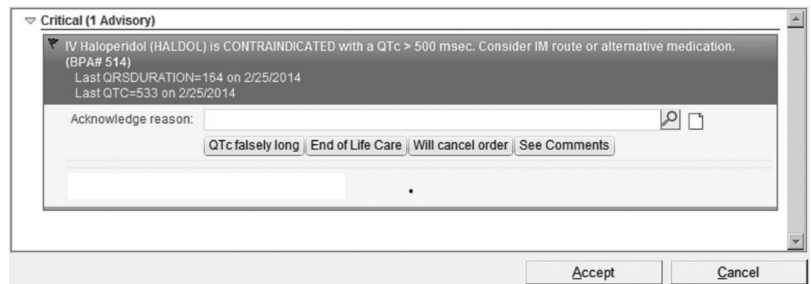 Critical (1 Advisory)
IV Haloperidol (HALDOL) is CONTRAINDICATED with a QTc > 500 msec. Consider IM route or alternative medication.
(BPA# 514)
Last QRSDURATION=164 on 2/25/2014
Last QTC=533 on 2/25/2014
Acknowledge reason:
QTc falsely long End of Life Care Will cancel order See Comments
Accept Cancel